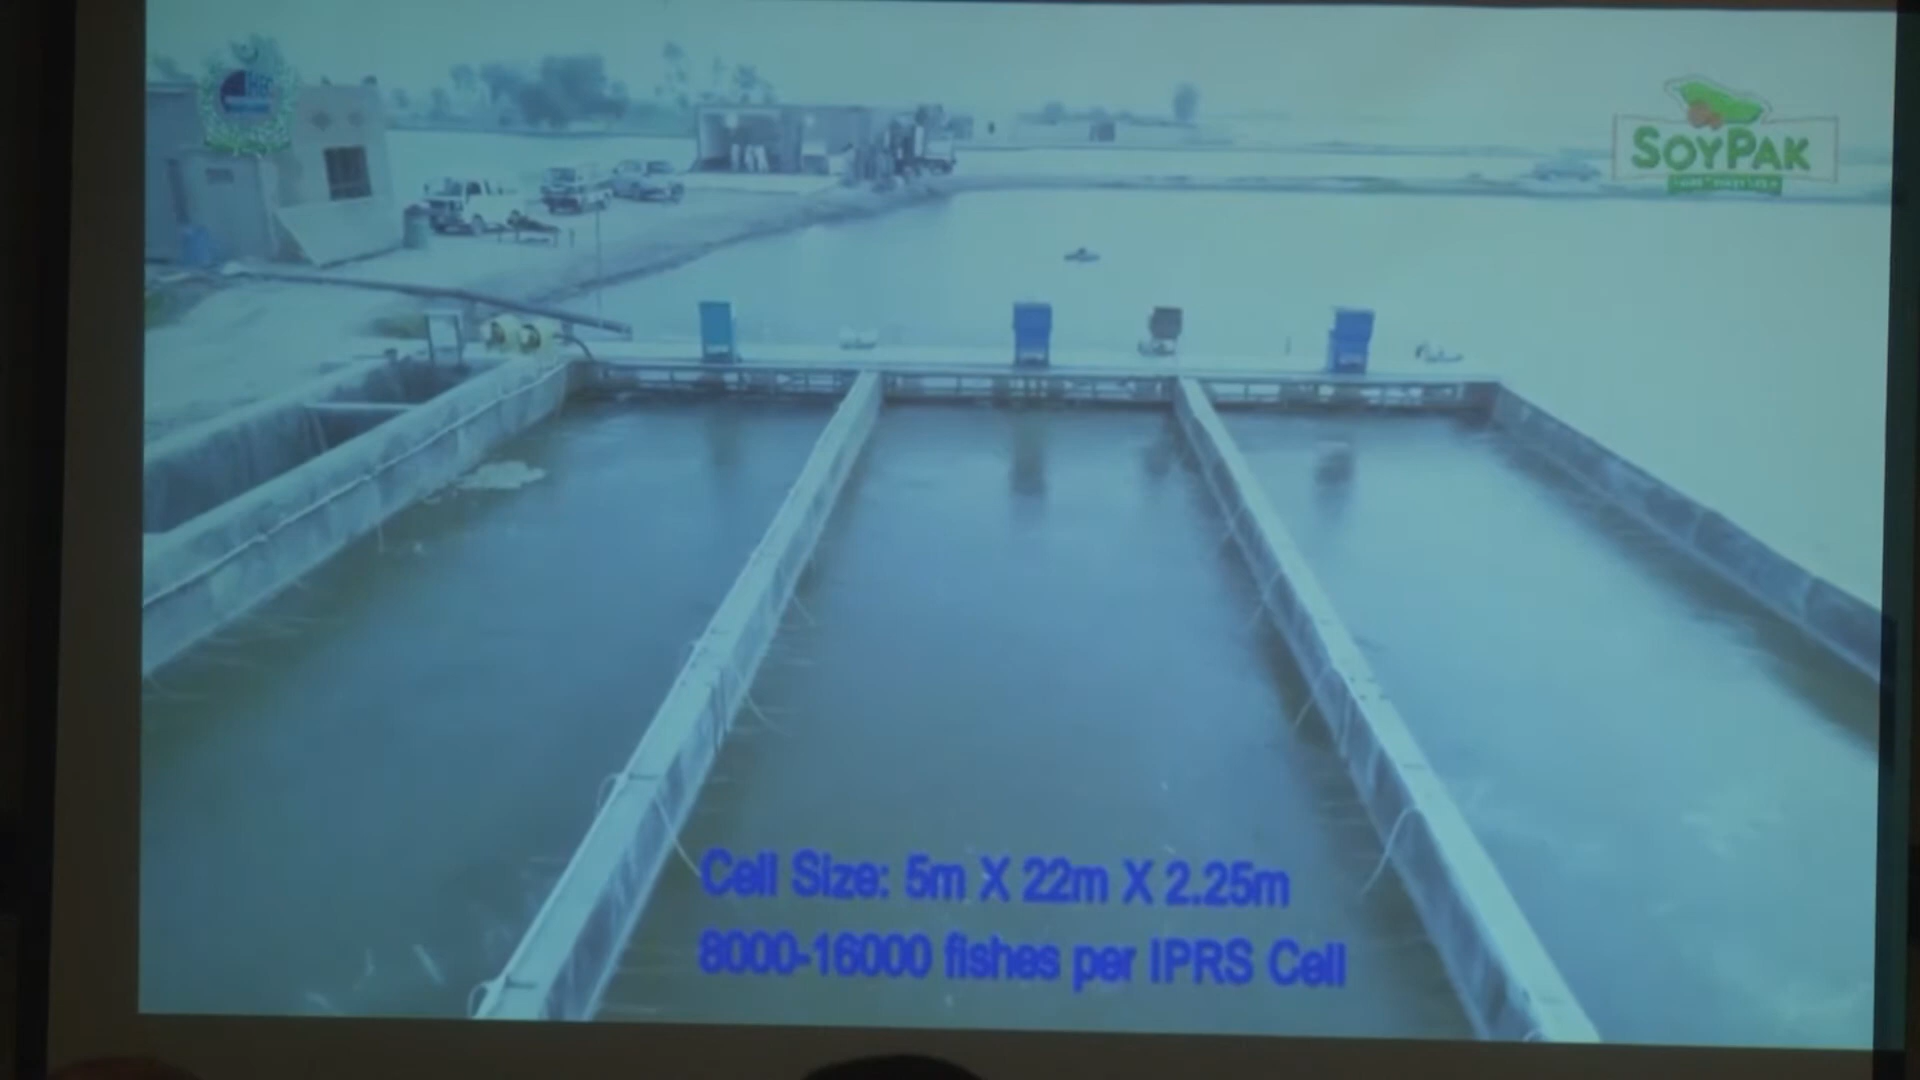 SOYPAK
Cell Size: 5m X 22m X 2.25m
8000-16000 fishes per IPRS Cell